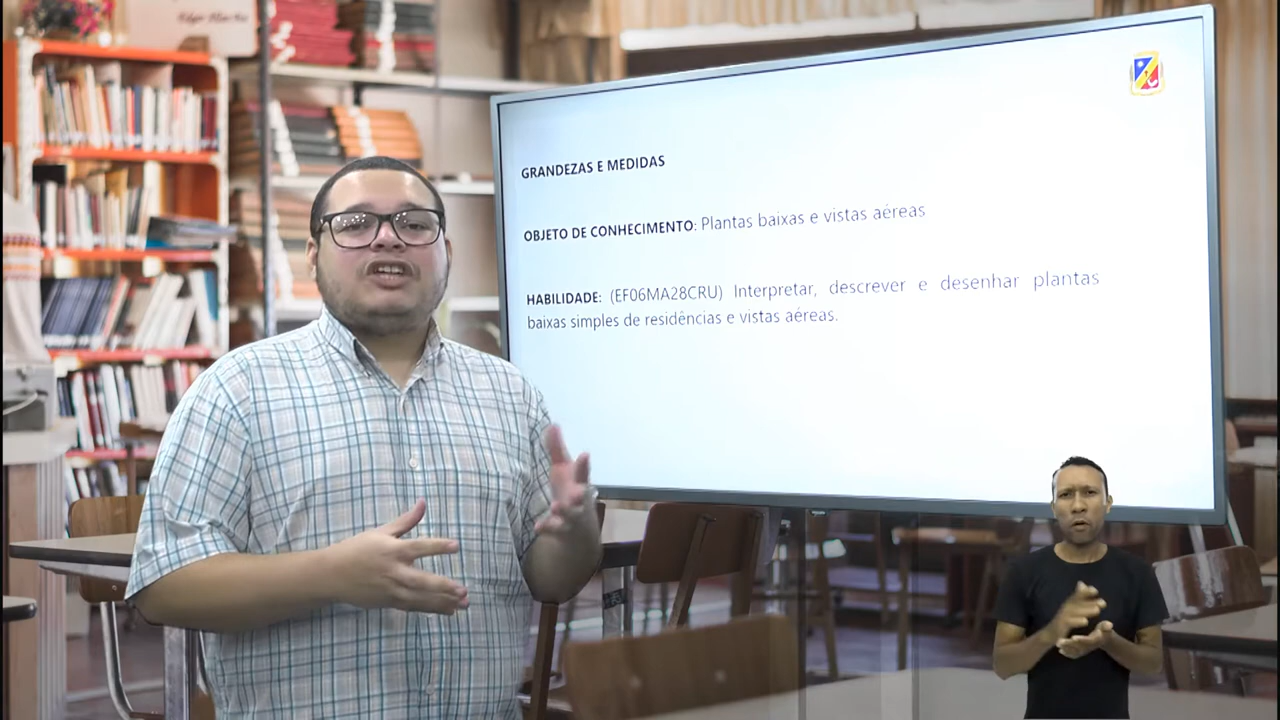 GRANDEZAS E MEDIDAS
OBJETO DE CONHECIMENTO: Plantas baixas e vistas aéreas
HABILIDADE: (EF06MA28CRU) Interpretar, descrever e desenhar plantas
baixas simples de residências e vistas aéreas.